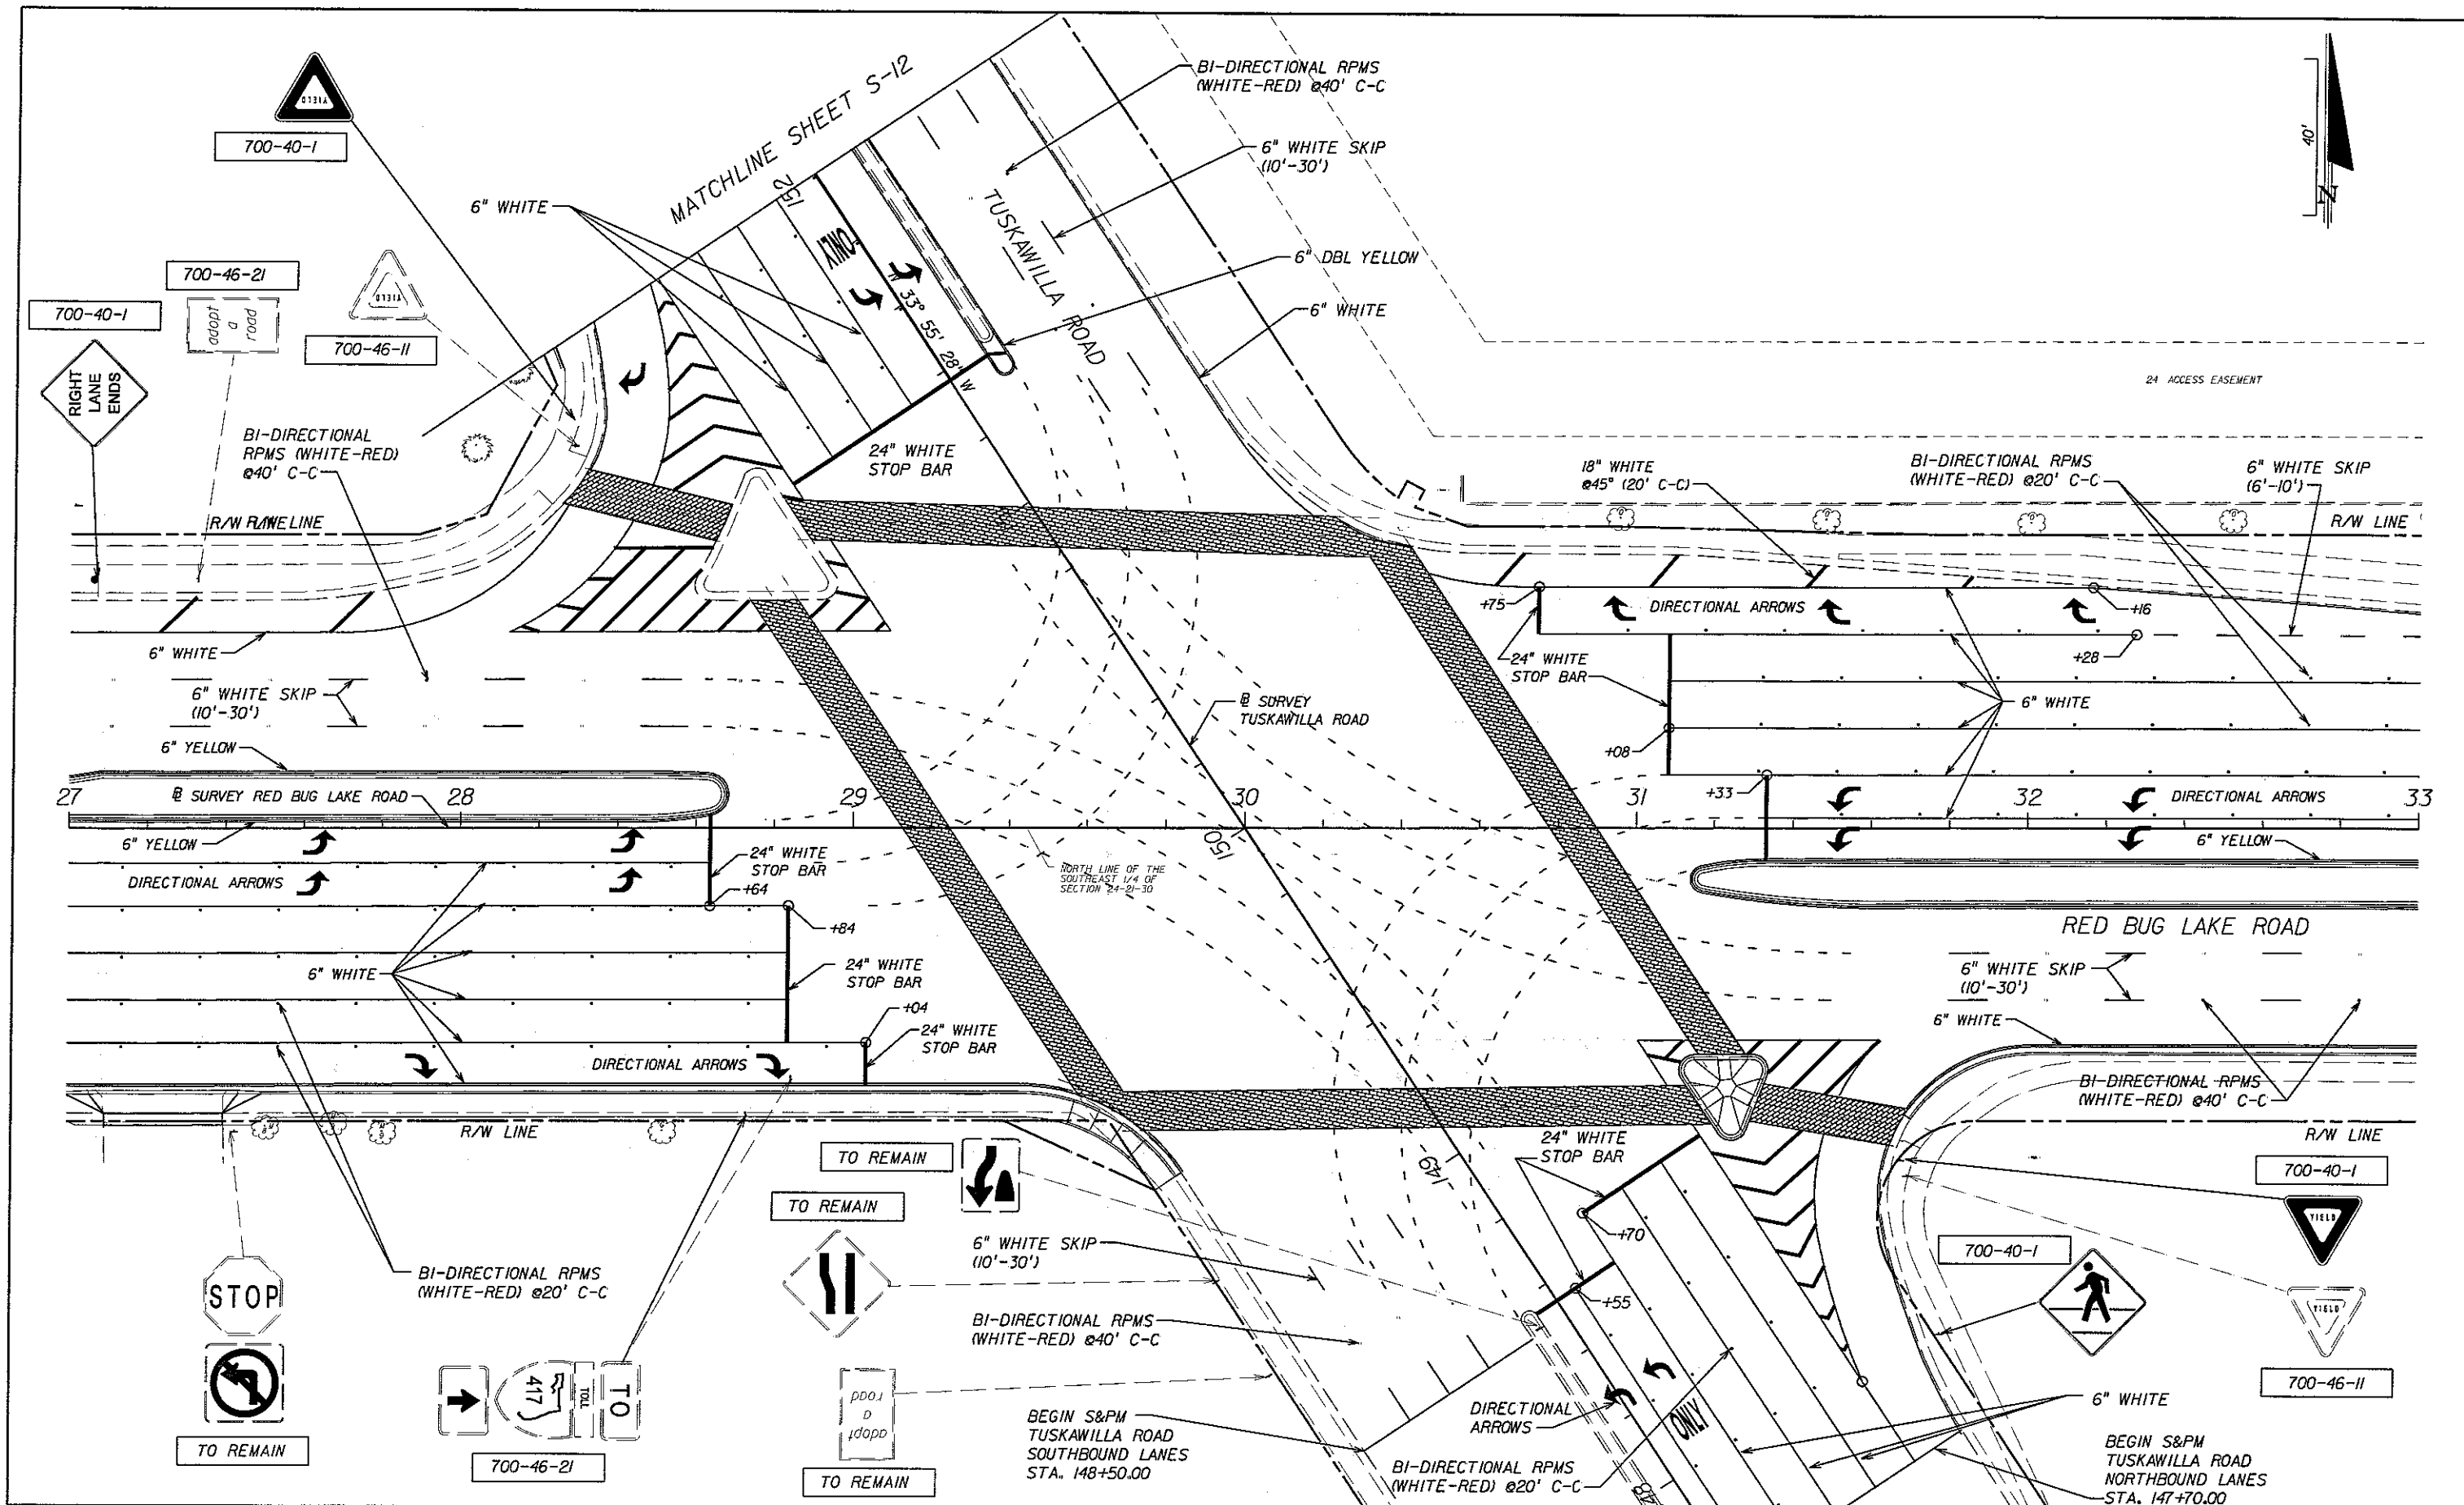 MATCHLINE SHEET S-12
BI-DIRECTIONAL RPMS
(WHITE-RED) @40' C-C
6" WHITE SKIP
(10'-30')
TUSKAWILLA ROAD
6" DBL YELLOW
6" WHITE
40'
N
24 ACCESS EASEMENT
YIELD
700-40-1
6" WHITE
152
ONLY
N 33° 55' 28" W
700-46-21
adopt
a
road
YIELD
700-46-11
700-40-1
RIGHT
LANE
ENDS
BI-DIRECTIONAL
RPMS (WHITE-RED)
@40' C-C
24" WHITE
STOP BAR
R/W LINE
6" WHITE
6" WHITE SKIP
(10'-30')
6" YELLOW
18" WHITE
@45° (20' C-C)
BI-DIRECTIONAL RPMS
(WHITE-RED) @20' C-C
6" WHITE SKIP
(6'-10')
R/W LINE
+75
DIRECTIONAL ARROWS
+16
24" WHITE
STOP BAR
+28
6" WHITE
+08
+33
DIRECTIONAL ARROWS
6" YELLOW
℄ SURVEY
TUSKAWILLA ROAD
27
℄ SURVEY RED BUG LAKE ROAD
28
29
30
31
32
33
150
6" YELLOW
DIRECTIONAL ARROWS
24" WHITE
STOP BAR
+64
NORTH LINE OF THE
SOUTHEAST 1/4 OF
SECTION 24-21-30
+84
6" WHITE
24" WHITE
STOP BAR
+04
24" WHITE
STOP BAR
DIRECTIONAL ARROWS
RED BUG LAKE ROAD
6" WHITE SKIP
(10'-30')
6" WHITE
BI-DIRECTIONAL RPMS
(WHITE-RED) @40' C-C
R/W LINE
R/W LINE
700-40-1
YIELD
700-40-1
YIELD
700-46-11
149
24" WHITE
STOP BAR
+70
+55
TO REMAIN
TO REMAIN
6" WHITE SKIP
(10'-30')
BI-DIRECTIONAL RPMS
(WHITE-RED) @40' C-C
BI-DIRECTIONAL RPMS
(WHITE-RED) @20' C-C
STOP
TO REMAIN
417
TOLL
TO
700-46-21
adopt
a
road
TO REMAIN
BEGIN S&PM
TUSKAWILLA ROAD
SOUTHBOUND LANES
STA. 148+50.00
DIRECTIONAL
ARROWS
ONLY
BI-DIRECTIONAL RPMS
(WHITE-RED) @20' C-C
148
6" WHITE
BEGIN S&PM
TUSKAWILLA ROAD
NORTHBOUND LANES
STA. 147+70.00